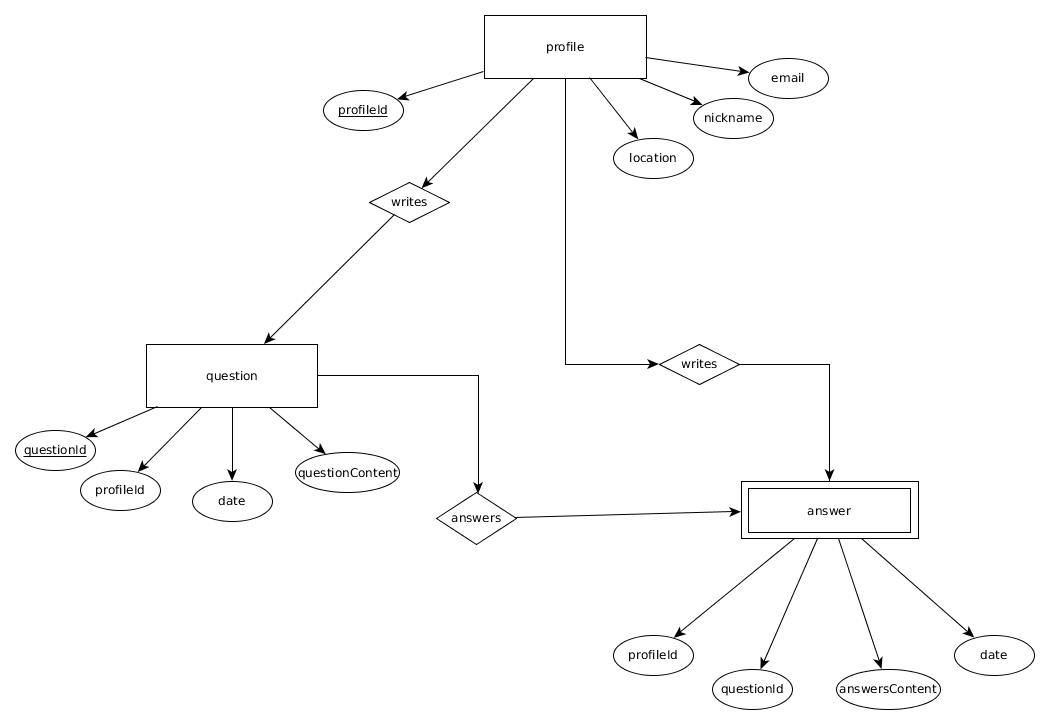 profile
email
profileId
nickname
location
writes
writes
question
questionId
profileId
date
questionContent
answers
answer
profileId
questionId
answersContent
date